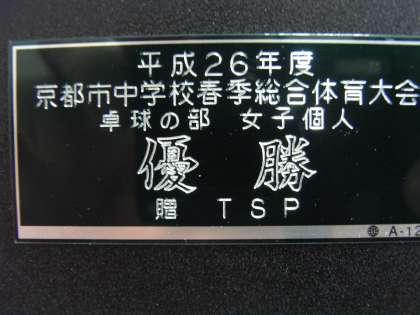 平成26年度
京都市中学校春季総合体育大会
卓球の部 女子個人
優 勝
贈 TSP
A-12